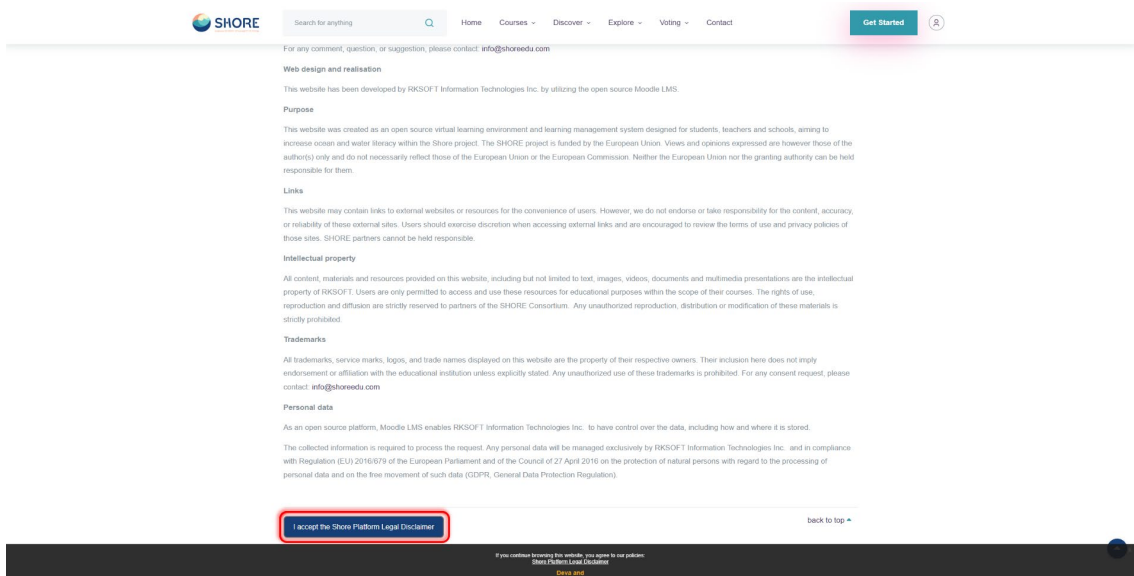 SHORE
Search for anything
Home Courses Discover Explore Voting Contact
Get Started
For any comment, question, or suggestion, please contact: info@shoreedu.com
Web design and realisation
This website has been developed by RKSOFT Information Technologies Inc. by utilizing the open source Moodle LMS.
Purpose
This website was created as an open source virtual learning environment and learning management system designed for students, teachers and schools, aiming to
increase ocean and water literacy within the Shore project. The SHORE project is funded by the European Union. Views and opinions expressed are however those of the
author(s) only and do not necessarily reflect those of the European Union or the European Commission. Neither the European Union nor the granting authority can be held
responsible for them.
Links
This website may contain links to external websites or resources for the convenience of users. However, we do not endorse or take responsibility for the content, accuracy,
or reliability of these external sites. Users should exercise discretion when accessing external links and are encouraged to review the terms of use and privacy policies of
those sites. SHORE partners cannot be held responsible.
Intellectual property
All content, materials and resources provided on this website, including but not limited to text, images, videos, documents and multimedia presentations are the intellectual
property of RKSOFT. Users are only permitted to access and use these resources for educational purposes within the scope of their courses. The rights of use,
reproduction and diffusion are strictly reserved to partners of the SHORE Consortium. Any unauthorized reproduction, distribution or modification of these materials is
strictly prohibited.
Trademarks
All trademarks, service marks, logos, and trade names displayed on this website are the property of their respective owners. Their inclusion here does not imply
endorsement or affiliation with the educational institution unless explicitly stated. Any unauthorized use of these trademarks is prohibited. For any consent request, please
contact: info@shoreedu.com
Personal data
As an open source platform, Moodle LMS enables RKSOFT Information Technologies Inc. to have control over the data, including how and where it is stored.
The collected information is required to process the request. Any personal data will be managed exclusively by RKSOFT Information Technologies Inc. and in compliance
with Regulation (EU) 2016/679 of the European Parliament and of the Council of 27 April 2016 on the protection of natural persons with regard to the processing of
personal data and on the free movement of such data (GDPR, General Data Protection Regulation).
I accept the Shore Platform Legal Disclaimer
back to top
If you continue browsing this website, you agree to our policies:
Shore Platform Legal Disclaimer
Deva and